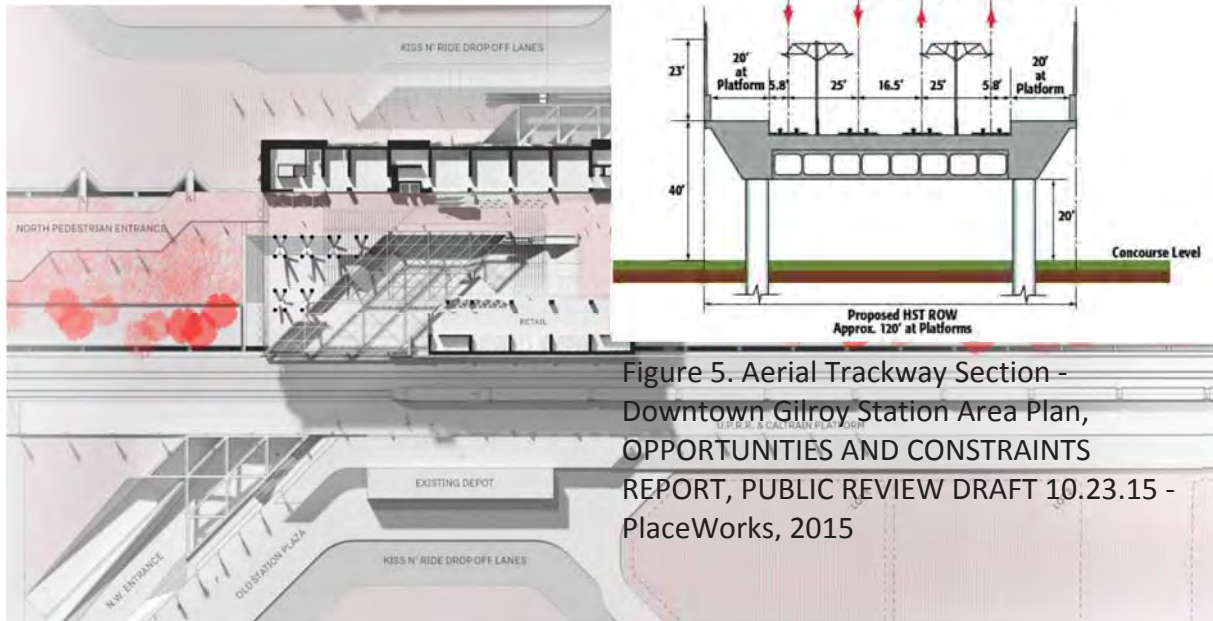 KISS N' RIDE DROP OFF LANES
NORTH PEDESTRIAN ENTRANCE
RETAIL
U.P.R.R. & CALTRAIN PLATFORM
EXISTING DEPOT
N.W. ENTRANCE
OLD STATION PLAZA
KISS N' RIDE DROP OFF LANES
23'
20'
at
Platform
5.8'
25'
16.5'
25'
5.8'
20'
at
Platform
40'
20'
Concourse Level
Proposed HST ROW
Approx. 120' at Platforms
Figure 5. Aerial Trackway Section -
Downtown Gilroy Station Area Plan,
OPPORTUNTIES AND CONSTRAINTS
REPORT, PUBLIC REVIEW DRAFT 10.23.15 -
PlaceWorks, 2015